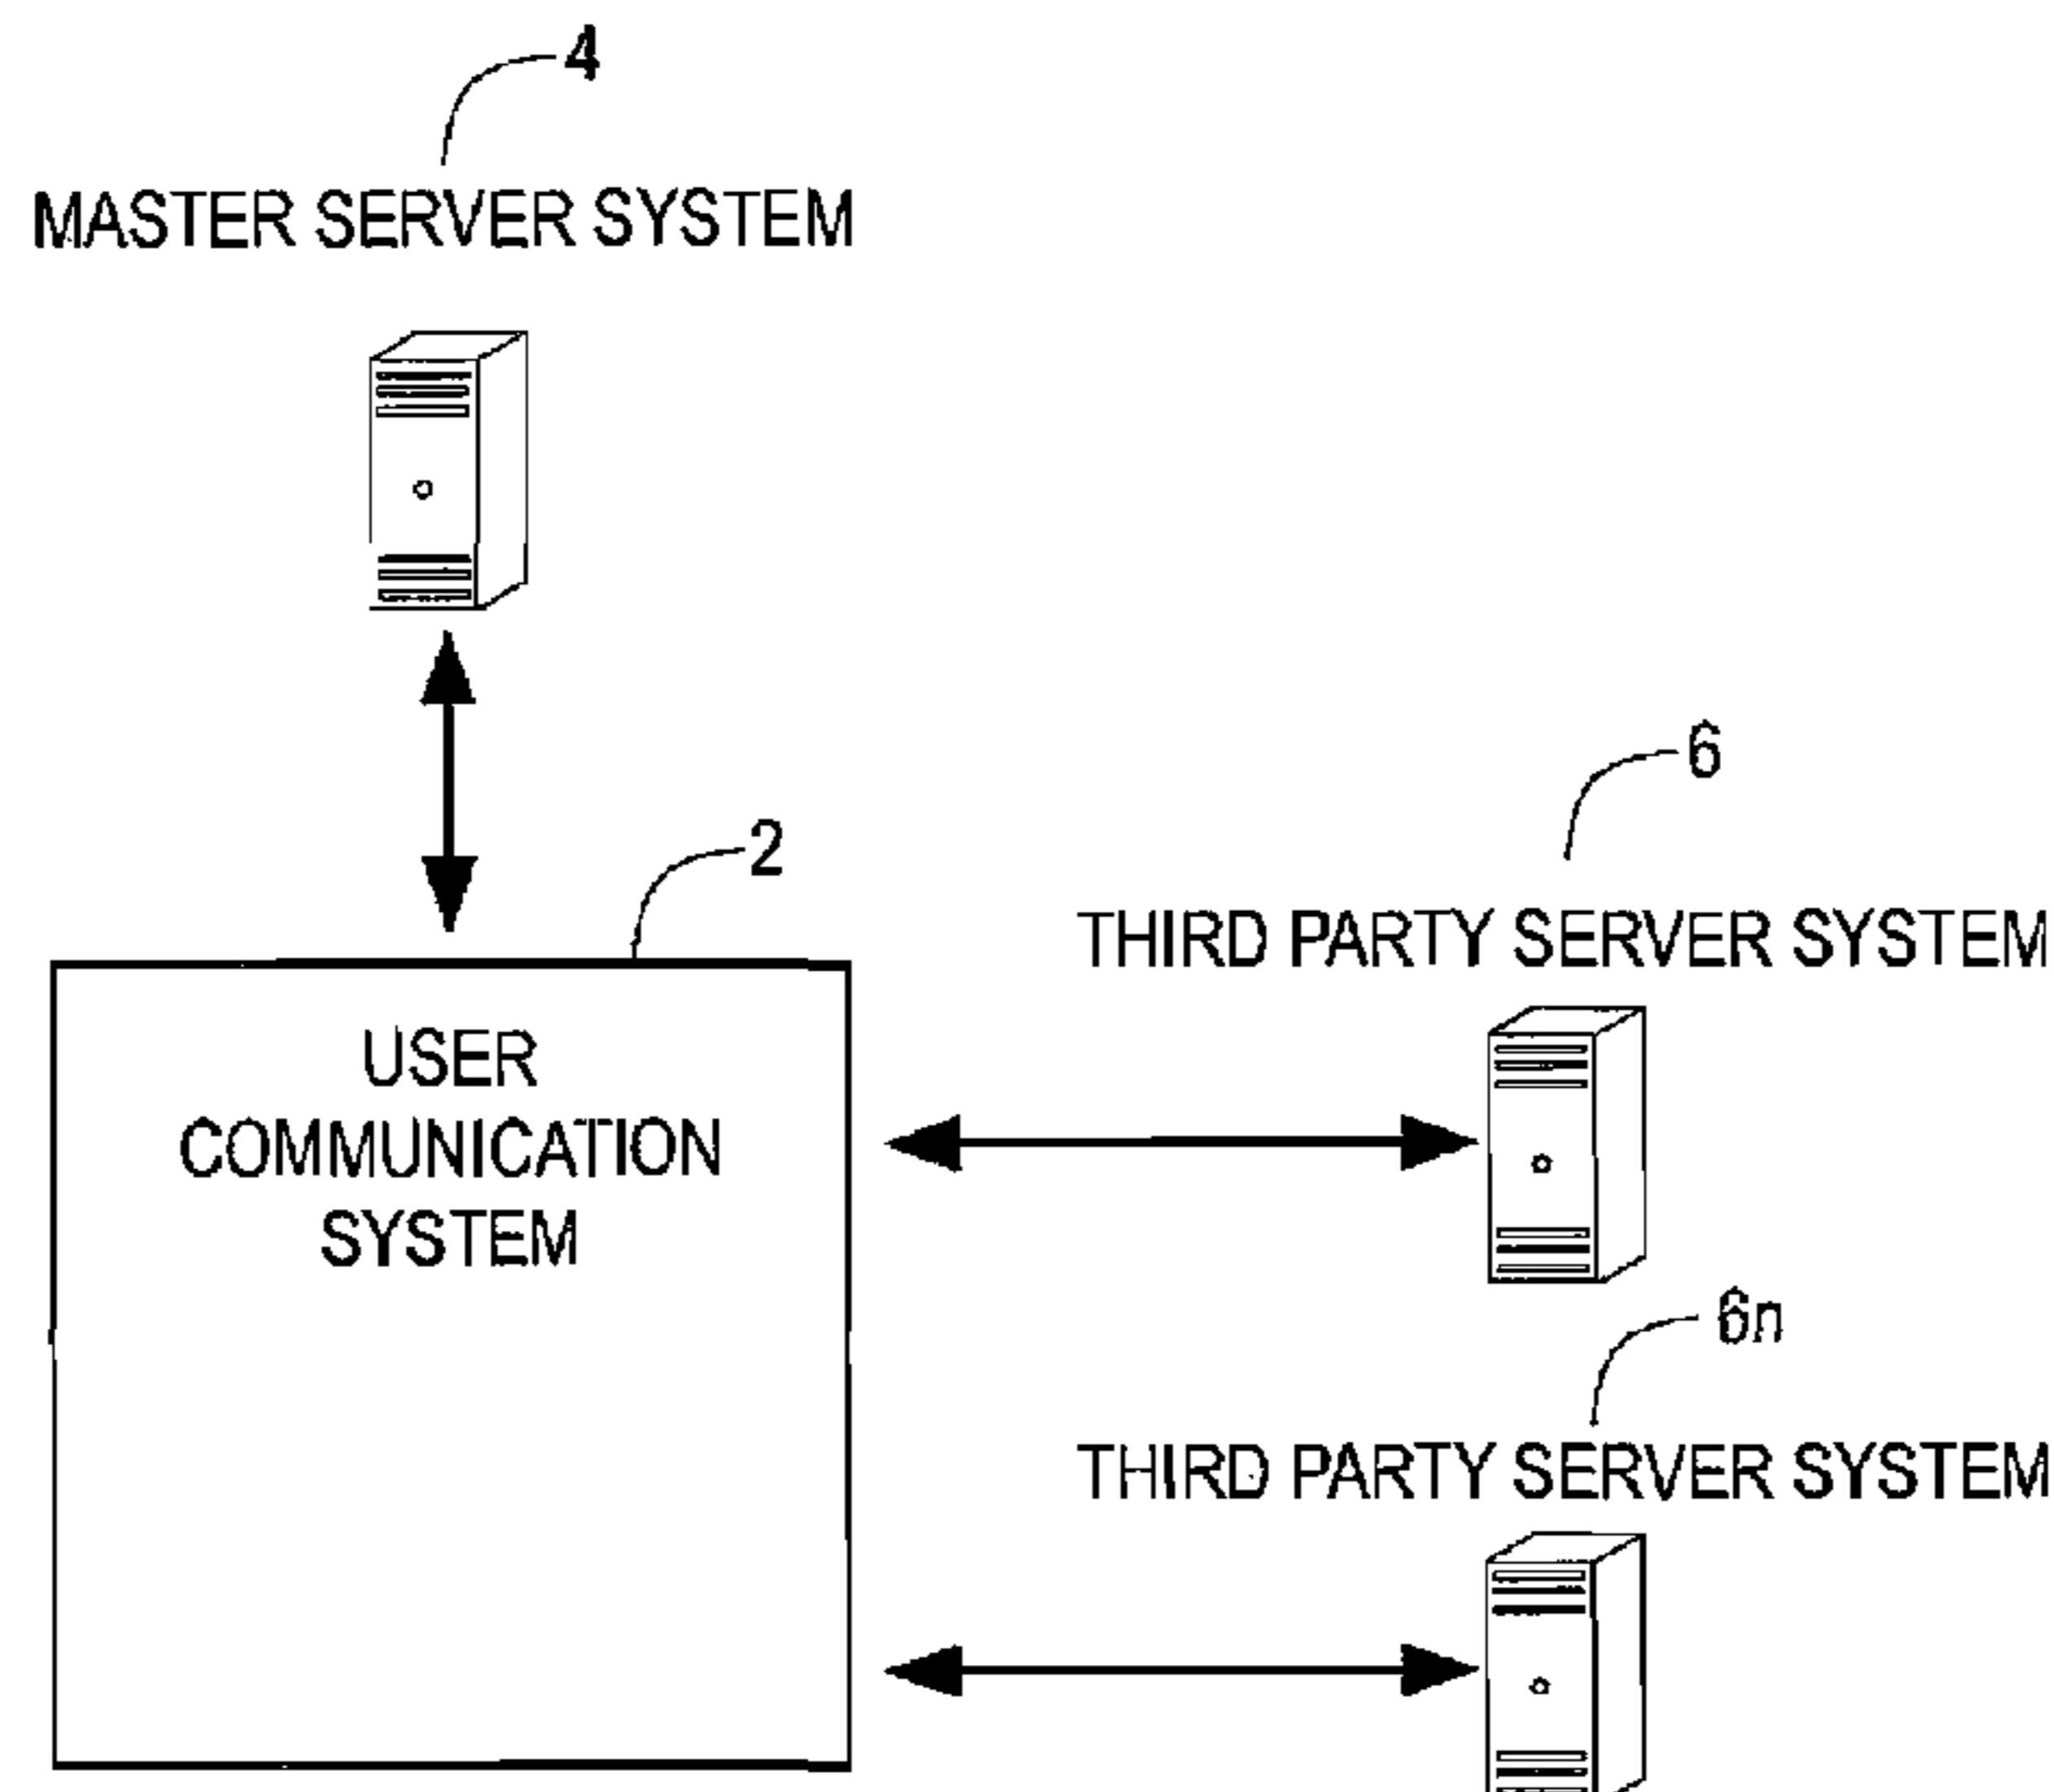 4
MASTER SERVER SYSTEM
2
6
THIRD PARTY SERVER SYSTEM
USER
COMMUNICATION
SYSTEM
6n
THIRD PARTY SERVER SYSTEM